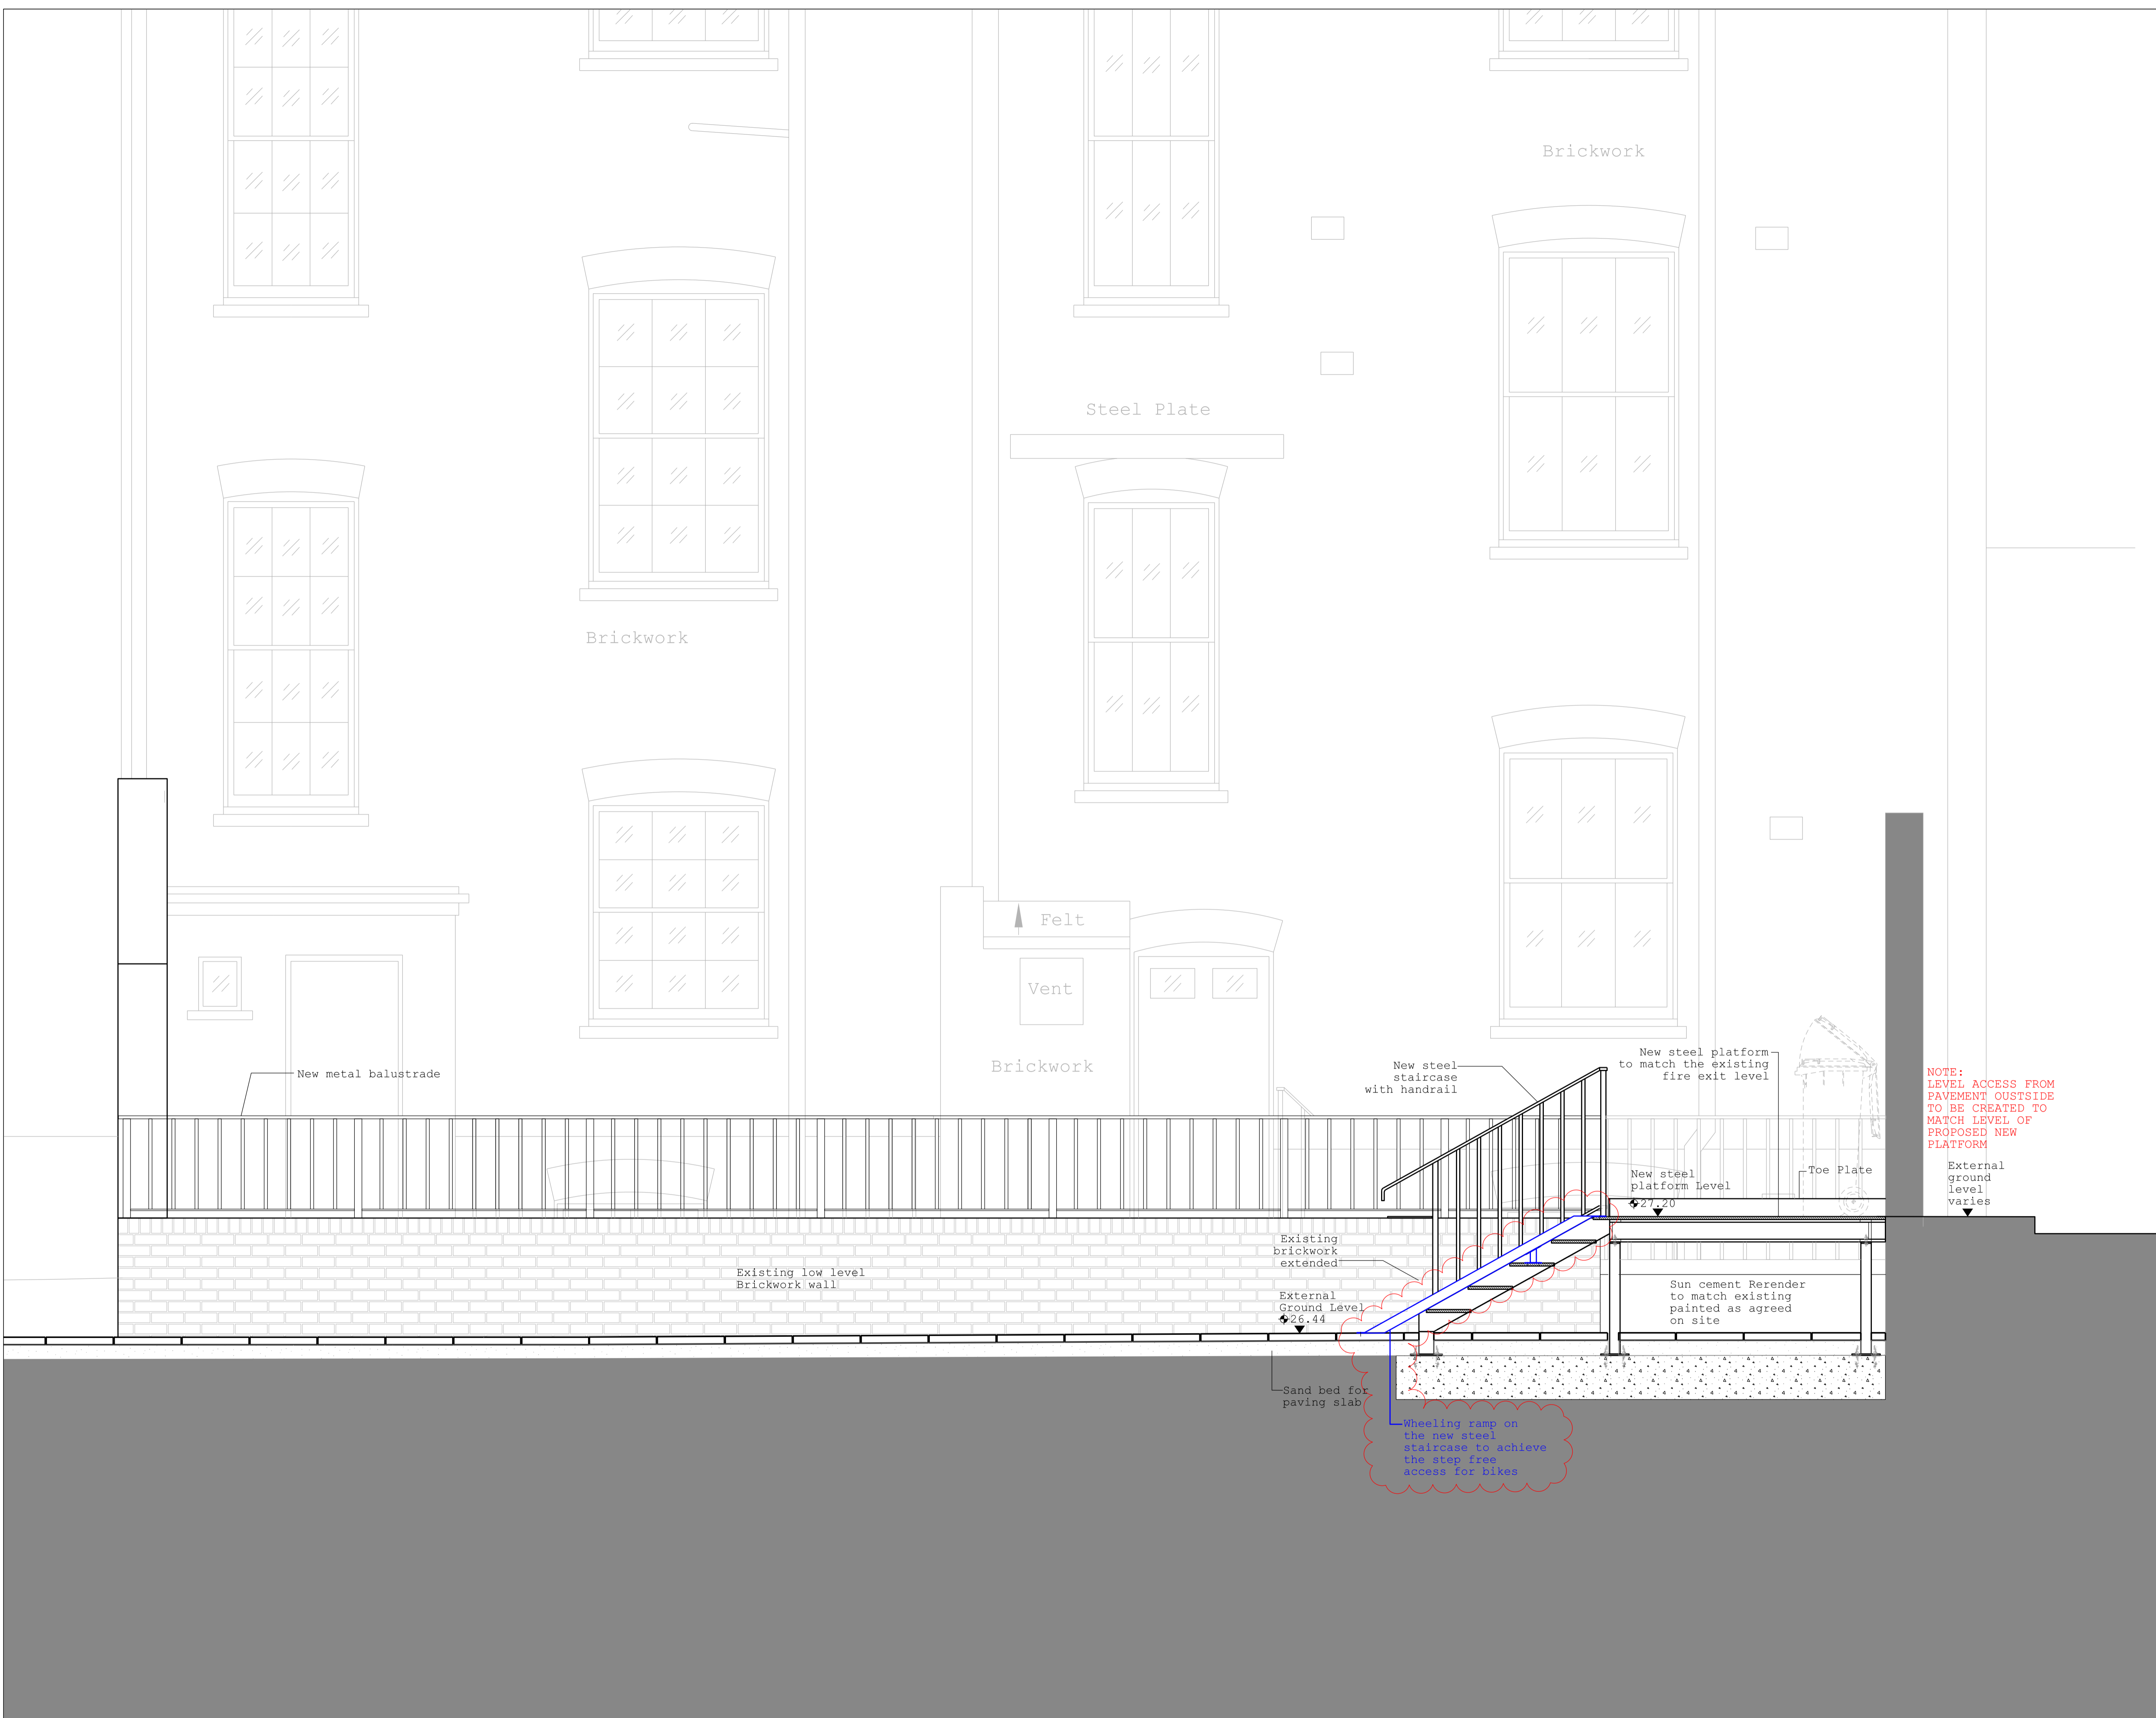 Brickwork
Steel Plate
Brickwork
Felt
Vent
Brickwork
New metal balustrade
New steel
staircase
with handrail
New steel platform
to match the existing
fire exit level
NOTE:
LEVEL ACCESS FROM
PAVEMENT OUSTSIDE
TO BE CREATED TO
MATCH LEVEL OF
PROPOSED NEW
PLATFORM
External
ground
level
varies
Toe Plate
New steel
platform Level
27.20
Existing
brickwork
extended
Existing low level
Brickwork wall
External
Ground Level
26.44
Sun cement Rerender
to match existing
painted as agreed
on site
Sand bed for
paving slab
Wheeling ramp on
the new steel
staircase to achieve
the step free
access for bikes